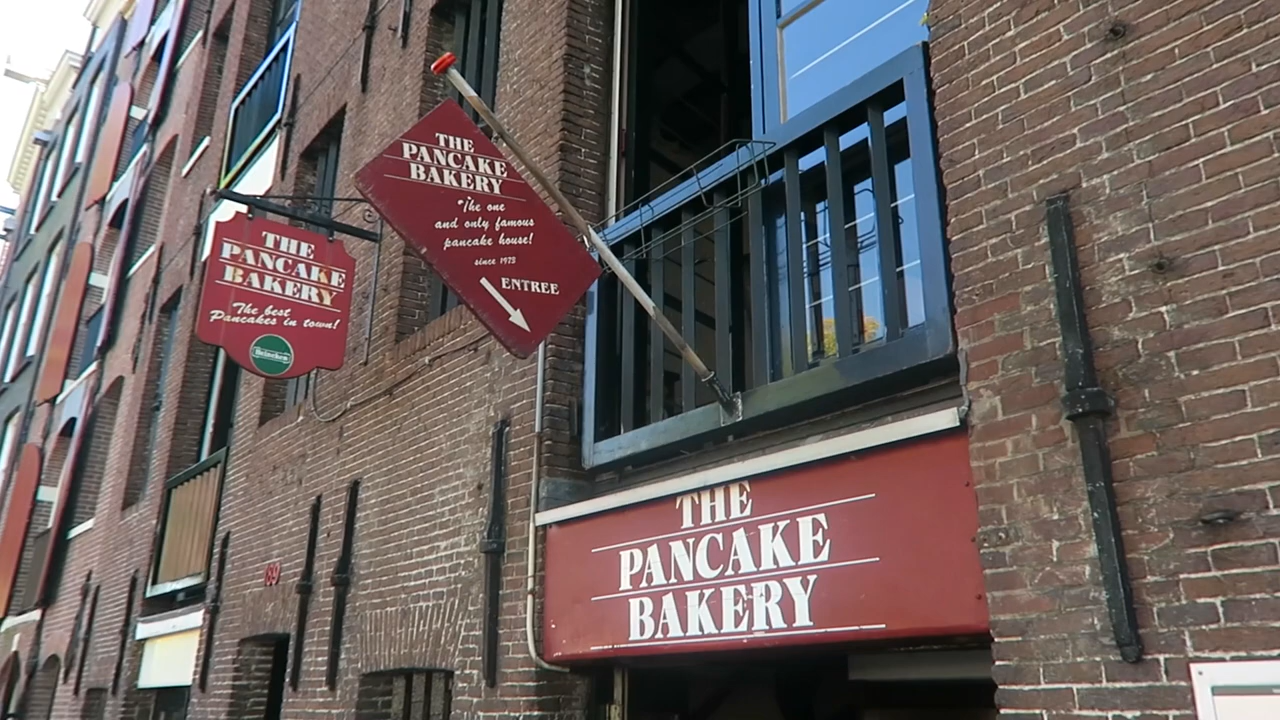 THE
PANCAKE
BAKERY
The best
Pancakes in town!
Heineken
THE
PANCAKE
BAKERY
"The one
and only famous
pancake house!
since 1973
ENTREE
THE
PANCAKE
BAKERY